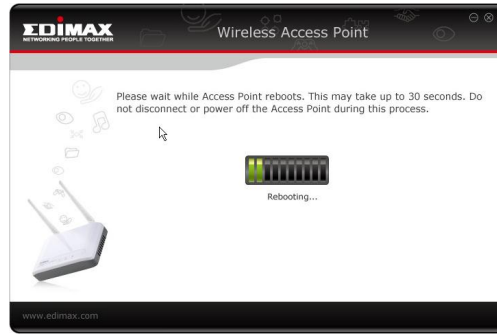 EDIMAX
NETWORKING PEOPLE TOGETHER
Wireless Access Point
Please wait while Access Point reboots. This may take up to 30 seconds. Do
not disconnect or power off the Access Point during this process.
Rebooting...
www.edimax.com